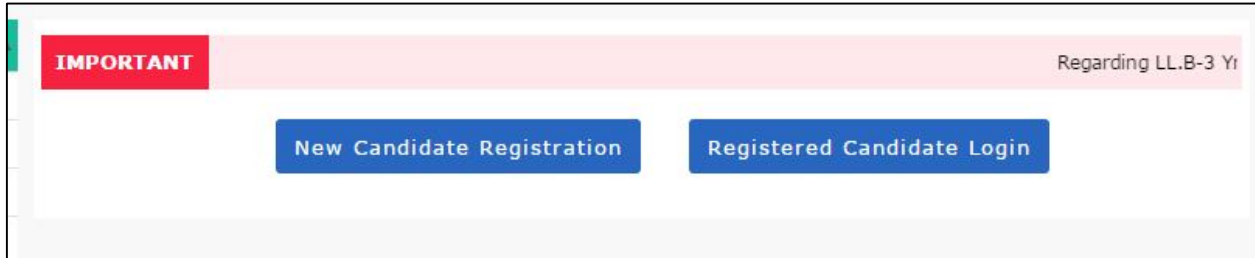 IMPORTANT Regarding LL.B-3 Yr
New Candidate Registration Registered Candidate Login